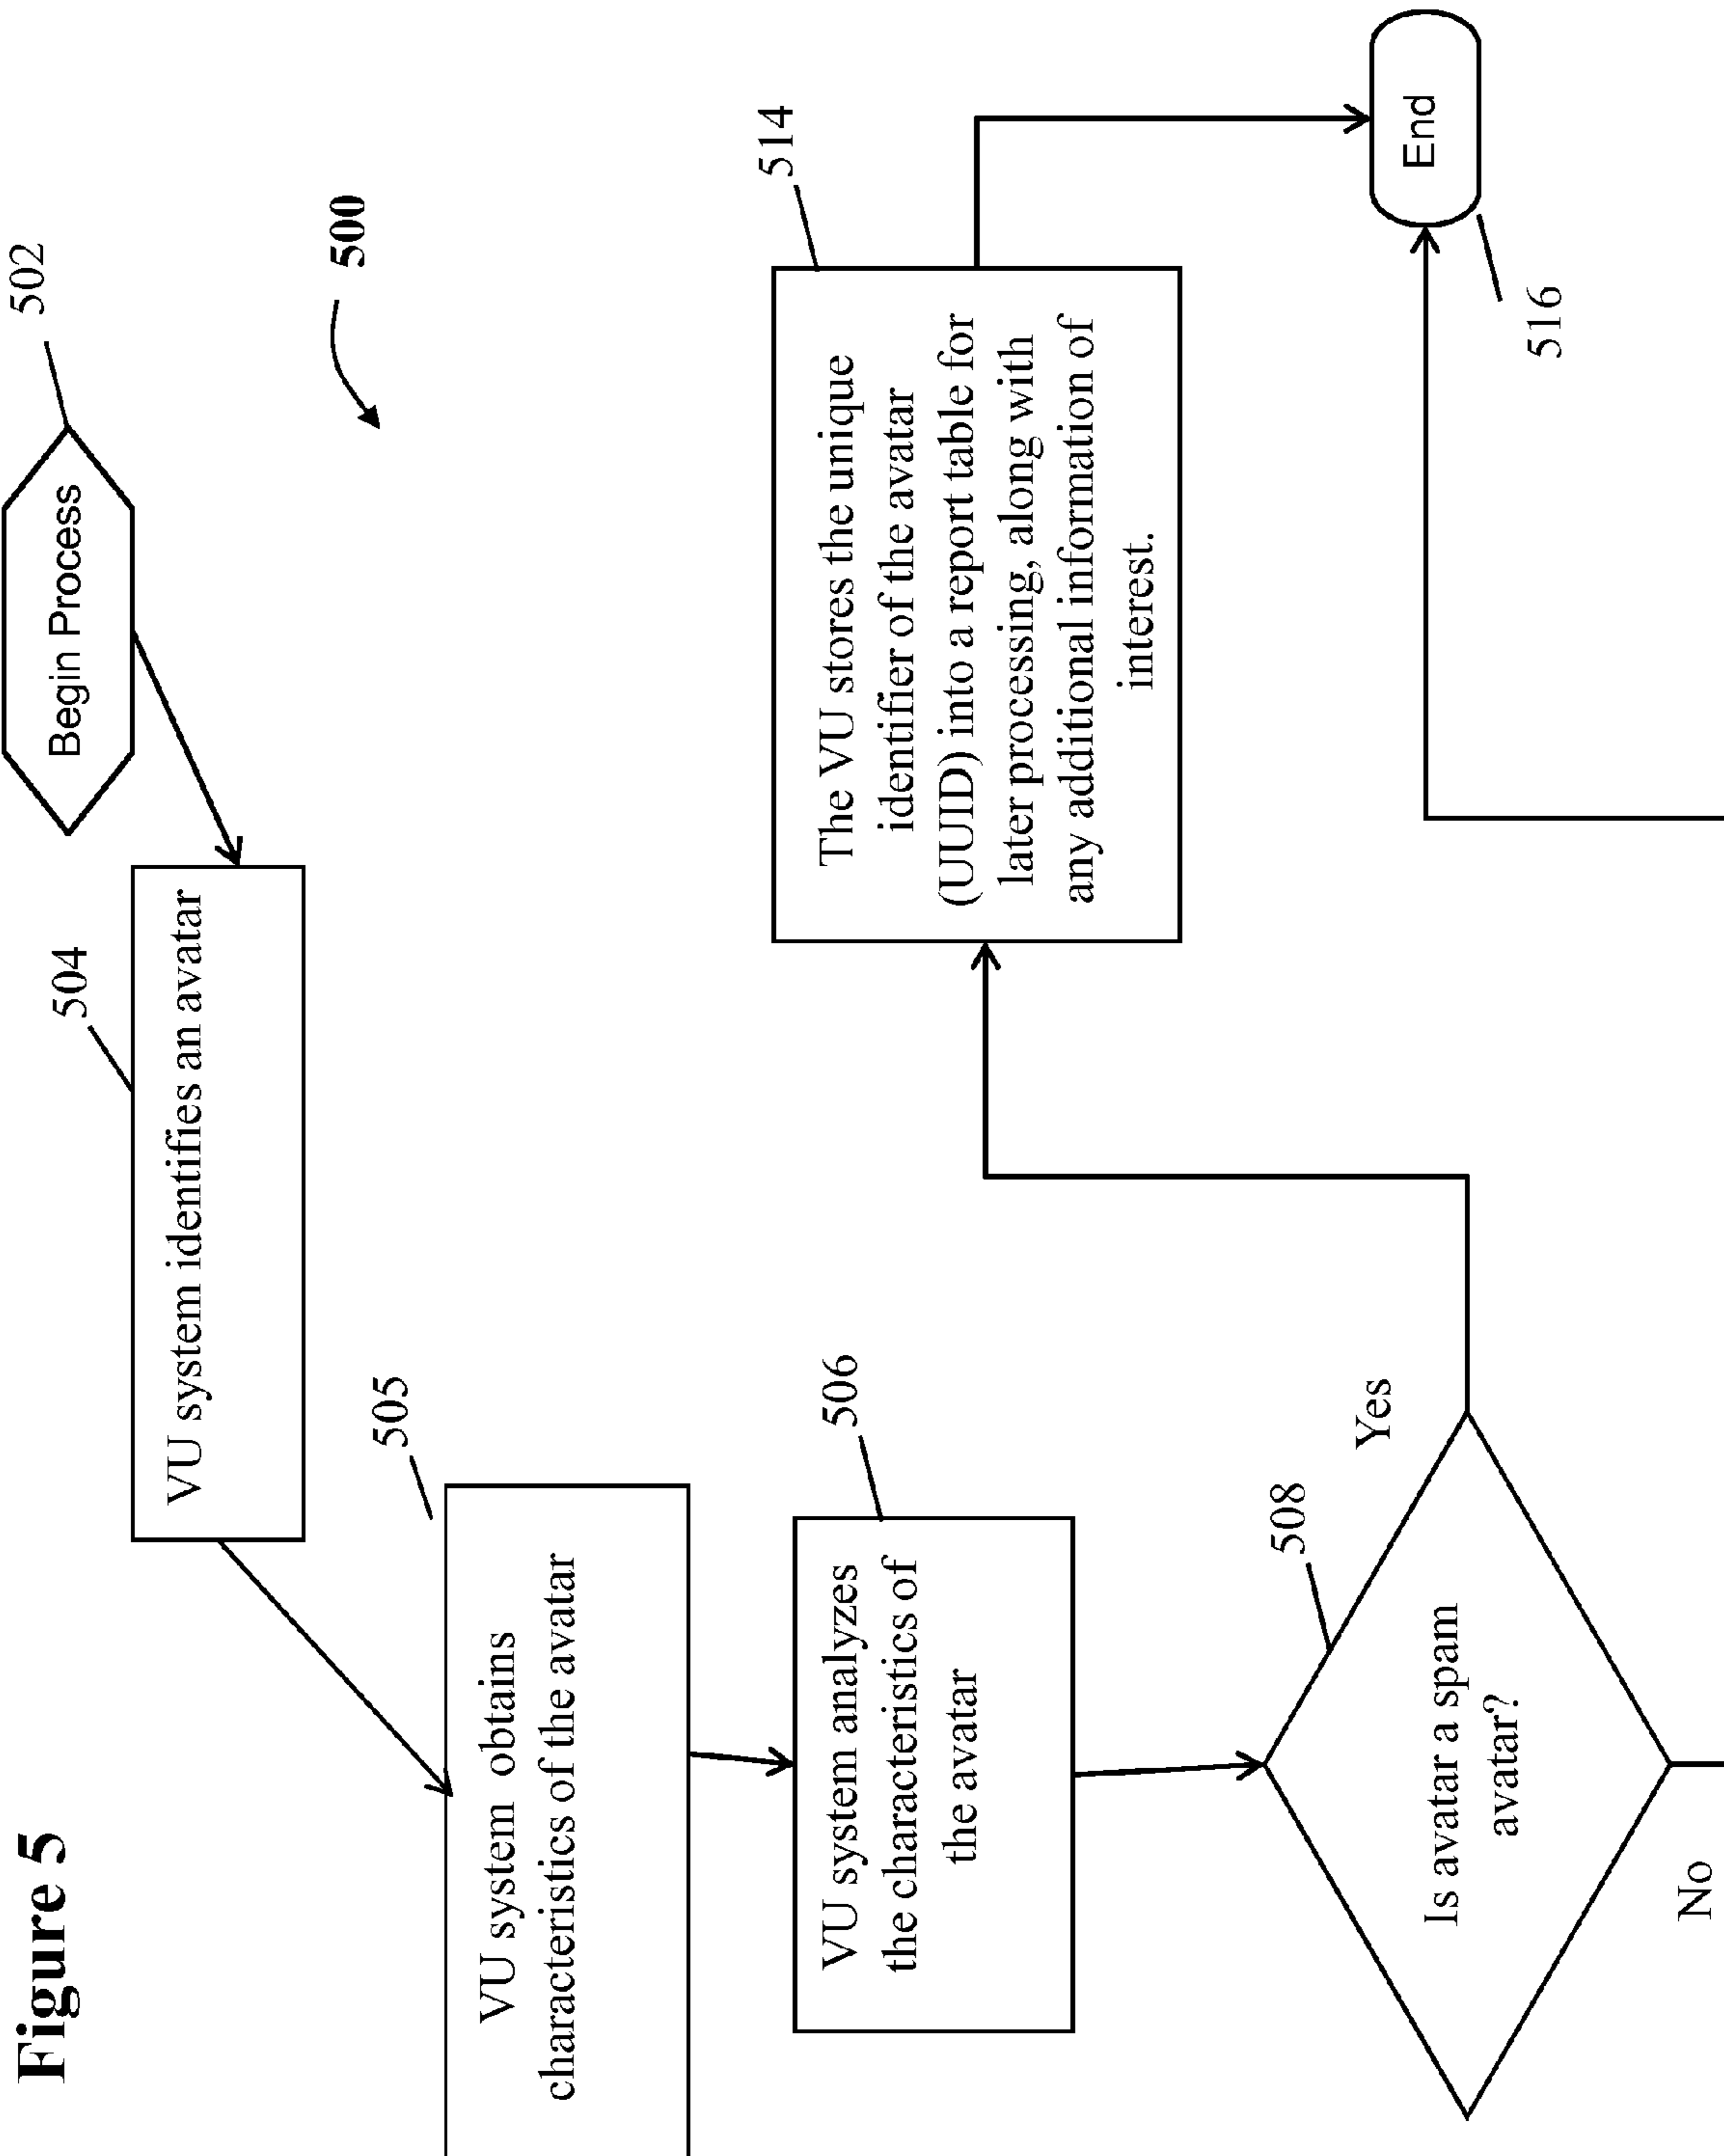 Figure 5
502
Begin Process
500
504
VU system identifies an avatar
505
VU system obtains
characteristics of the avatar
506
VU system analyzes
the characteristics of
the avatar
508
Is avatar a spam
avatar?
Yes
No
514
The VU stores the unique
identifier of the avatar
(UUID) into a report table for
later processing, along with
any additional information of
interest.
End
516